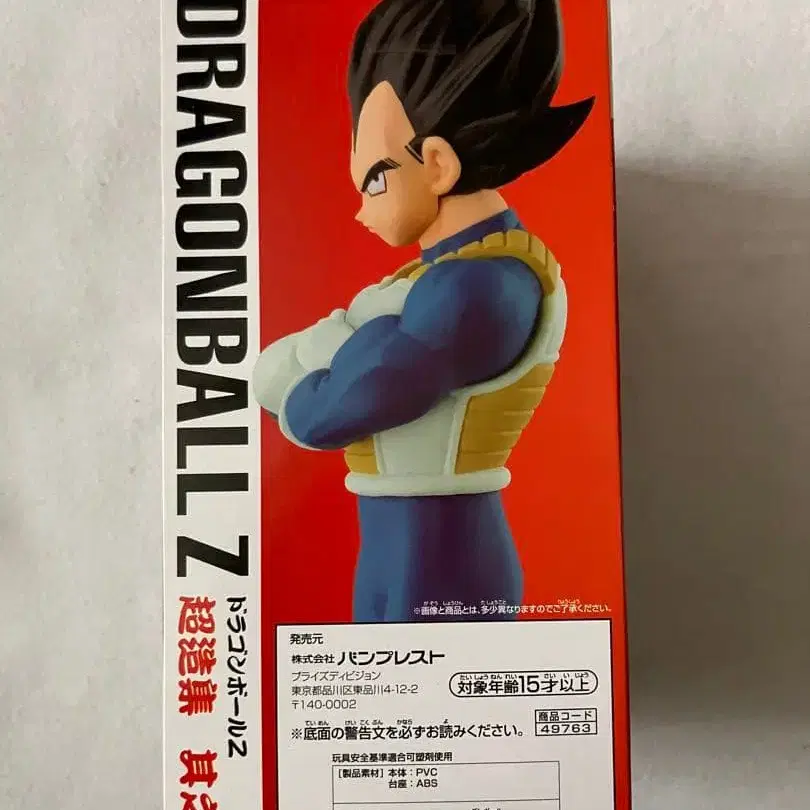 DRAGONBALL Z
ドラゴンボールZ
超造集 其之
※画像と商品とは、多少異なりますのでご了承ください。
発売元
株式会社 バンプレスト
プライズディビジョン
東京都品川区東品川4-12-2
〒140-0002
対象年齢15才以上
商品コード
49763
※底面の警告文を必ずお読みください。
玩具安全基準適合可塑剤使用
[製品素材] 本体:PVC
台座:ABS